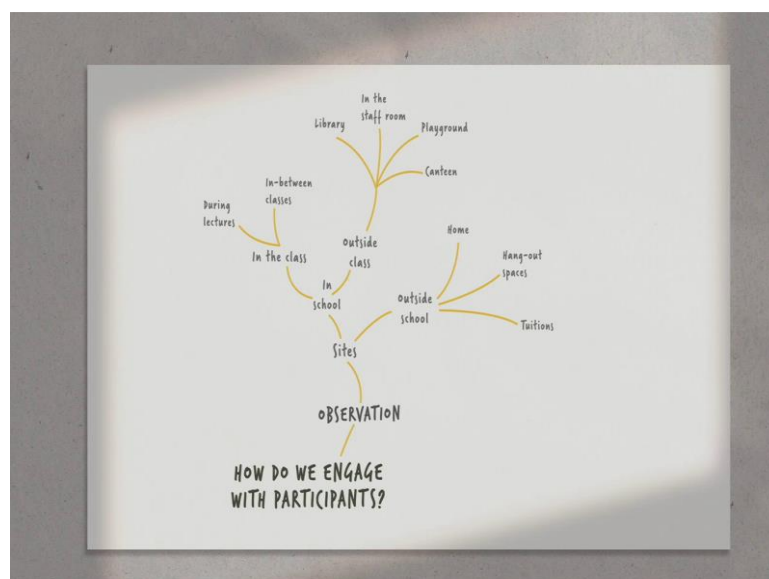 In the
staff room
Library
Playground
Canteen
In-between
classes
During
lectures
In the class
Outside
class
Home
Hang-out
spaces
In
school
Outside
school
Tuitions
Sites
OBSERVATION
HOW DO WE ENGAGE
WITH PARTICIPANTS?